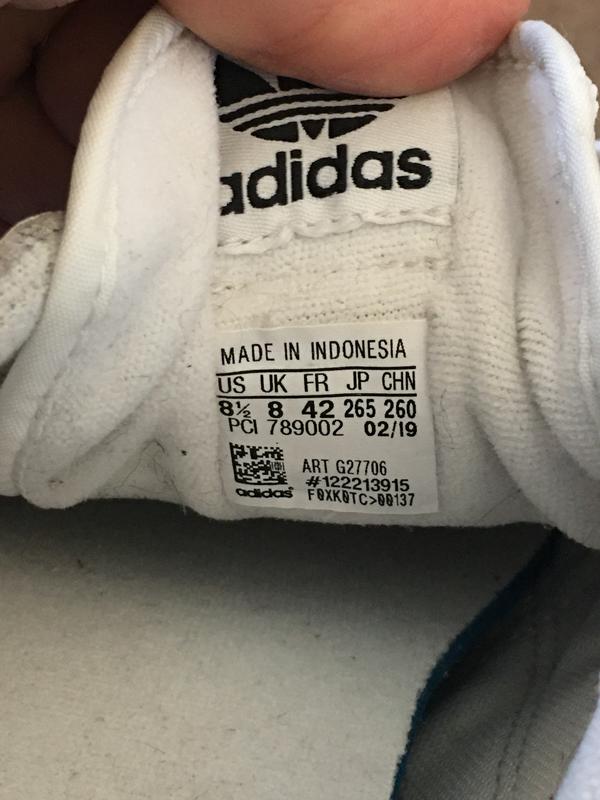 adidas
MADE IN INDONESIA
US UK FR JP CHN
8½ 8 42 265 260
PCI 789002 02/19
ART G27706
#122213915
adidas® F0XK0TC>00137